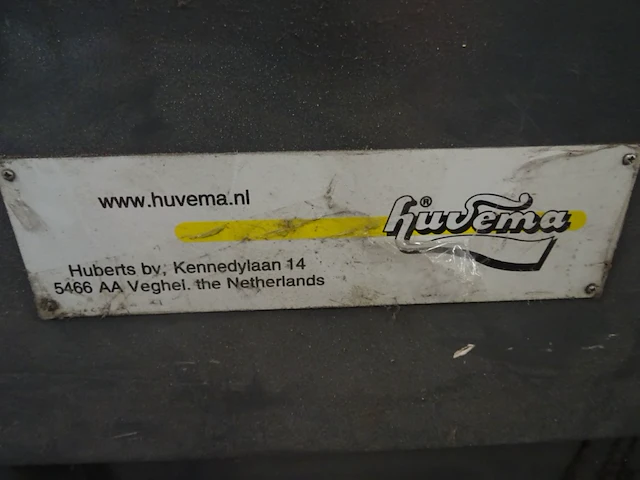 www.huvema.nl
® huvema
Huberts bv, Kennedylaan 14
5466 AA Veghel. the Netherlands